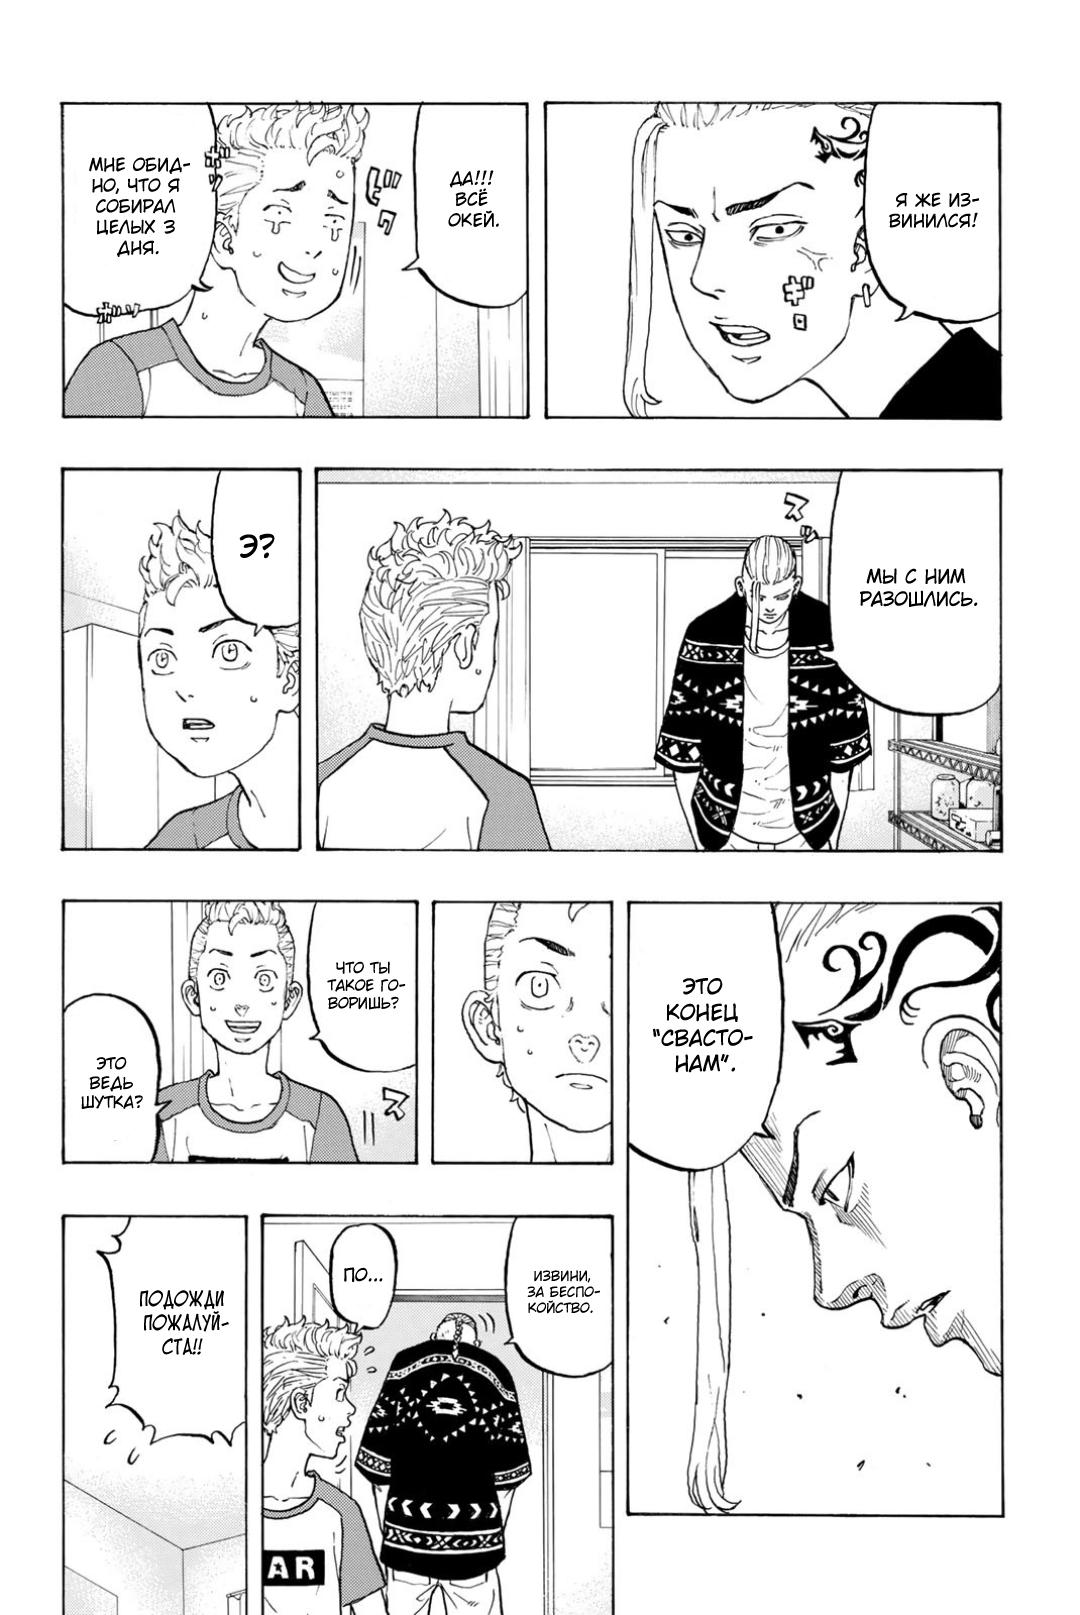 Я ЖЕ ИЗ-
ВИНИЛСЯ!
ДА!!!
ВСЁ
ОКЕЙ.
МНЕ ОБИД-
НО, ЧТО Я
СОБИРАЛ
ЦЕЛЫХ 3
ДНЯ.
МЫ С НИМ
РАЗОШЛИСЬ.
Э?
ЭТО
КОНЕЦ
"СВАСТО-
НАМ".
ЧТО ТЫ
ТАКОЕ ГО-
ВОРИШЬ?
ЭТО
ВЕДЬ
ШУТКА?
ИЗВИНИ,
ЗА БЕСПО-
КОЙСТВО.
ПО...
AR
ПОДОЖДИ
ПОЖАЛУЙ-
СТА!!